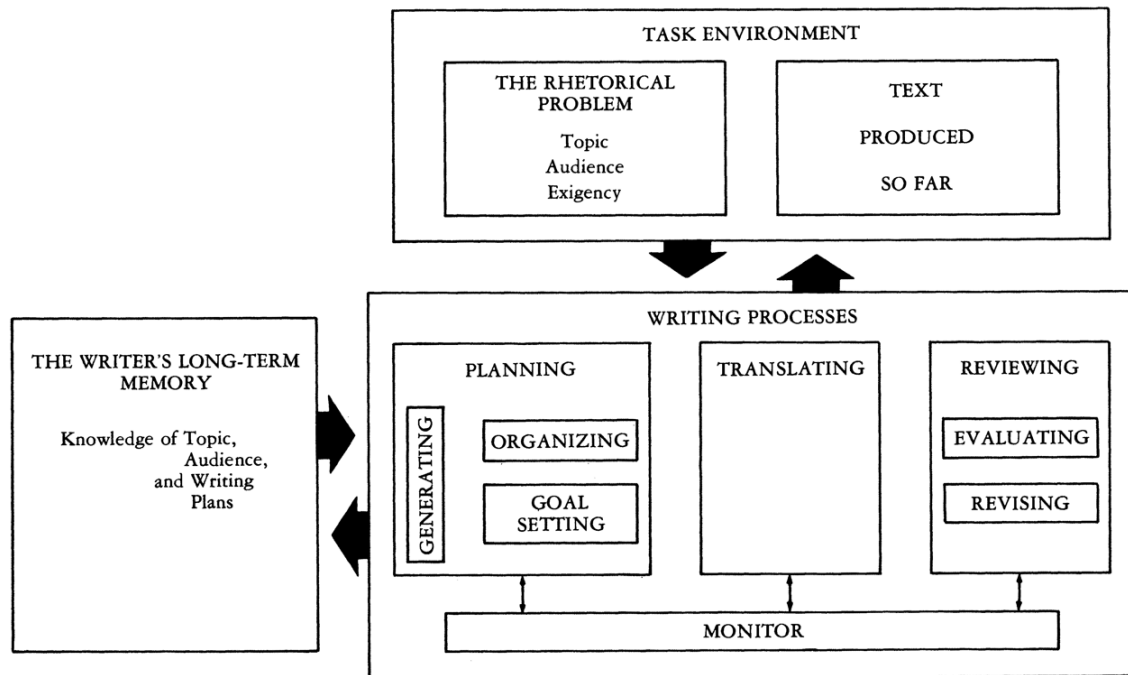 TASK ENVIRONMENT
THE RHETORICAL
PROBLEM
Topic
Audience
Exigency
TEXT
PRODUCED
SO FAR
THE WRITER'S LONG-TERM
MEMORY
Knowledge of Topic,
Audience,
and Writing
Plans
WRITING PROCESSES
PLANNING
GENERATING
ORGANIZING
GOAL
SETTING
TRANSLATING
REVIEWING
EVALUATING
REVISING
MONITOR